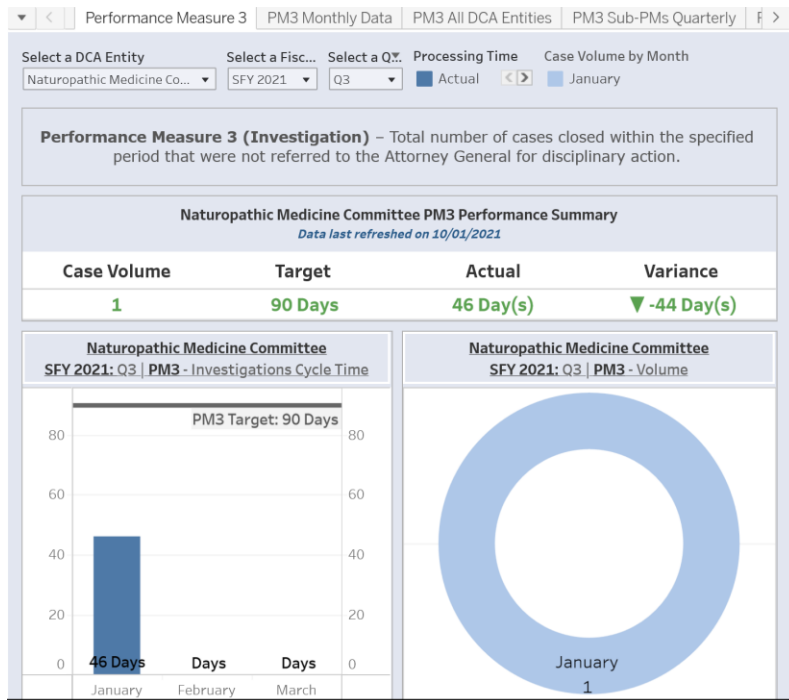 Performance Measure 3
PM3 Monthly Data
PM3 All DCA Entities
PM3 Sub-PMs Quarterly
Select a DCA Entity
Select a Fisc...
Select a Q...
Processing Time
Case Volume by Month
Naturopathic Medicine Co...
SFY 2021
Q3
Actual
January
Performance Measure 3 (Investigation) – Total number of cases closed within the specified
period that were not referred to the Attorney General for disciplinary action.
Naturopathic Medicine Committee PM3 Performance Summary
Data last refreshed on 10/01/2021
Case Volume
Target
Actual
Variance
1
90 Days
46 Day(s)
▼ -44 Day(s)
Naturopathic Medicine Committee
SFY 2021: Q3 | PM3 - Investigations Cycle Time
PM3 Target: 90 Days
80
80
60
60
40
40
20
20
0
46 Days
Days
Days
0
January
February
March
Naturopathic Medicine Committee
SFY 2021: Q3 | PM3 - Volume
January
1